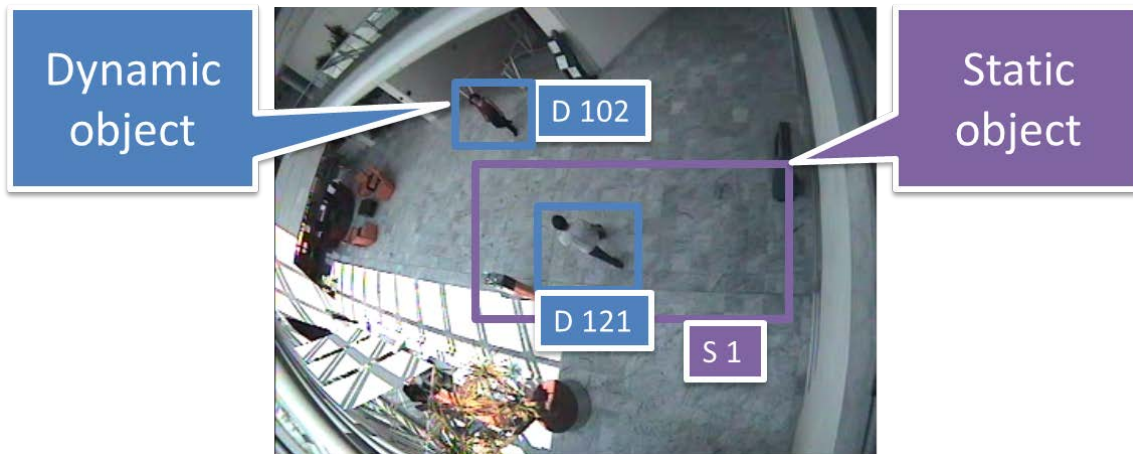 Dynamic
object
Static
object
D 102
D 121
S 1